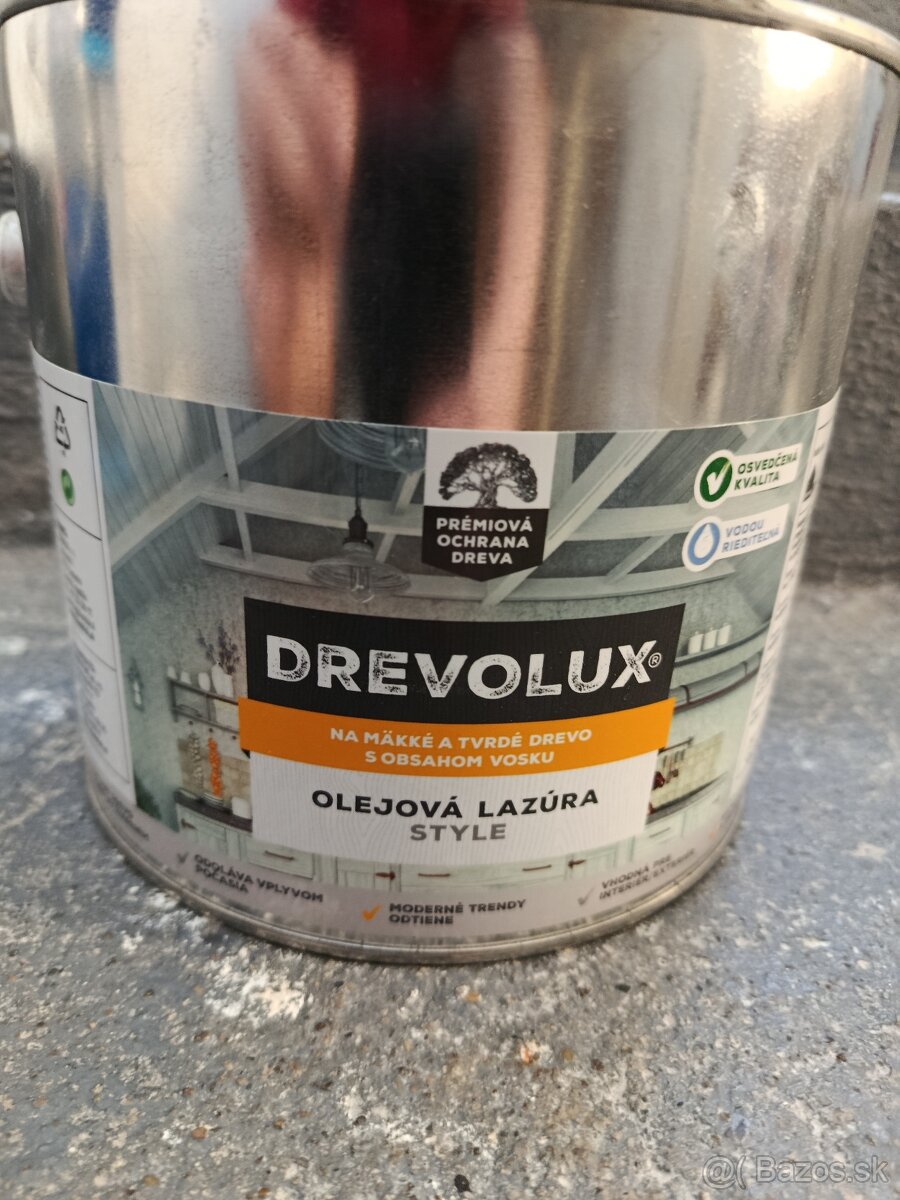 PRÉMIOVÁ
OCHRANA
DREVA
OSVEDČENÁ
KVALITA
VODOU
RIEDITEĽNÁ
DREVOLUX®
NA MÄKKÉ A TVRDÉ DREVO
S OBSAHOM VOSKU
OLEJOVÁ LAZÚRA
STYLE
ODOLÁVA VPLYVOM
POČASIA
MODERNÉ TRENDY
ODTIENE
VHODNÁ PRE
INTERIÉR, EXTERIÉR
@( Bazos.sk